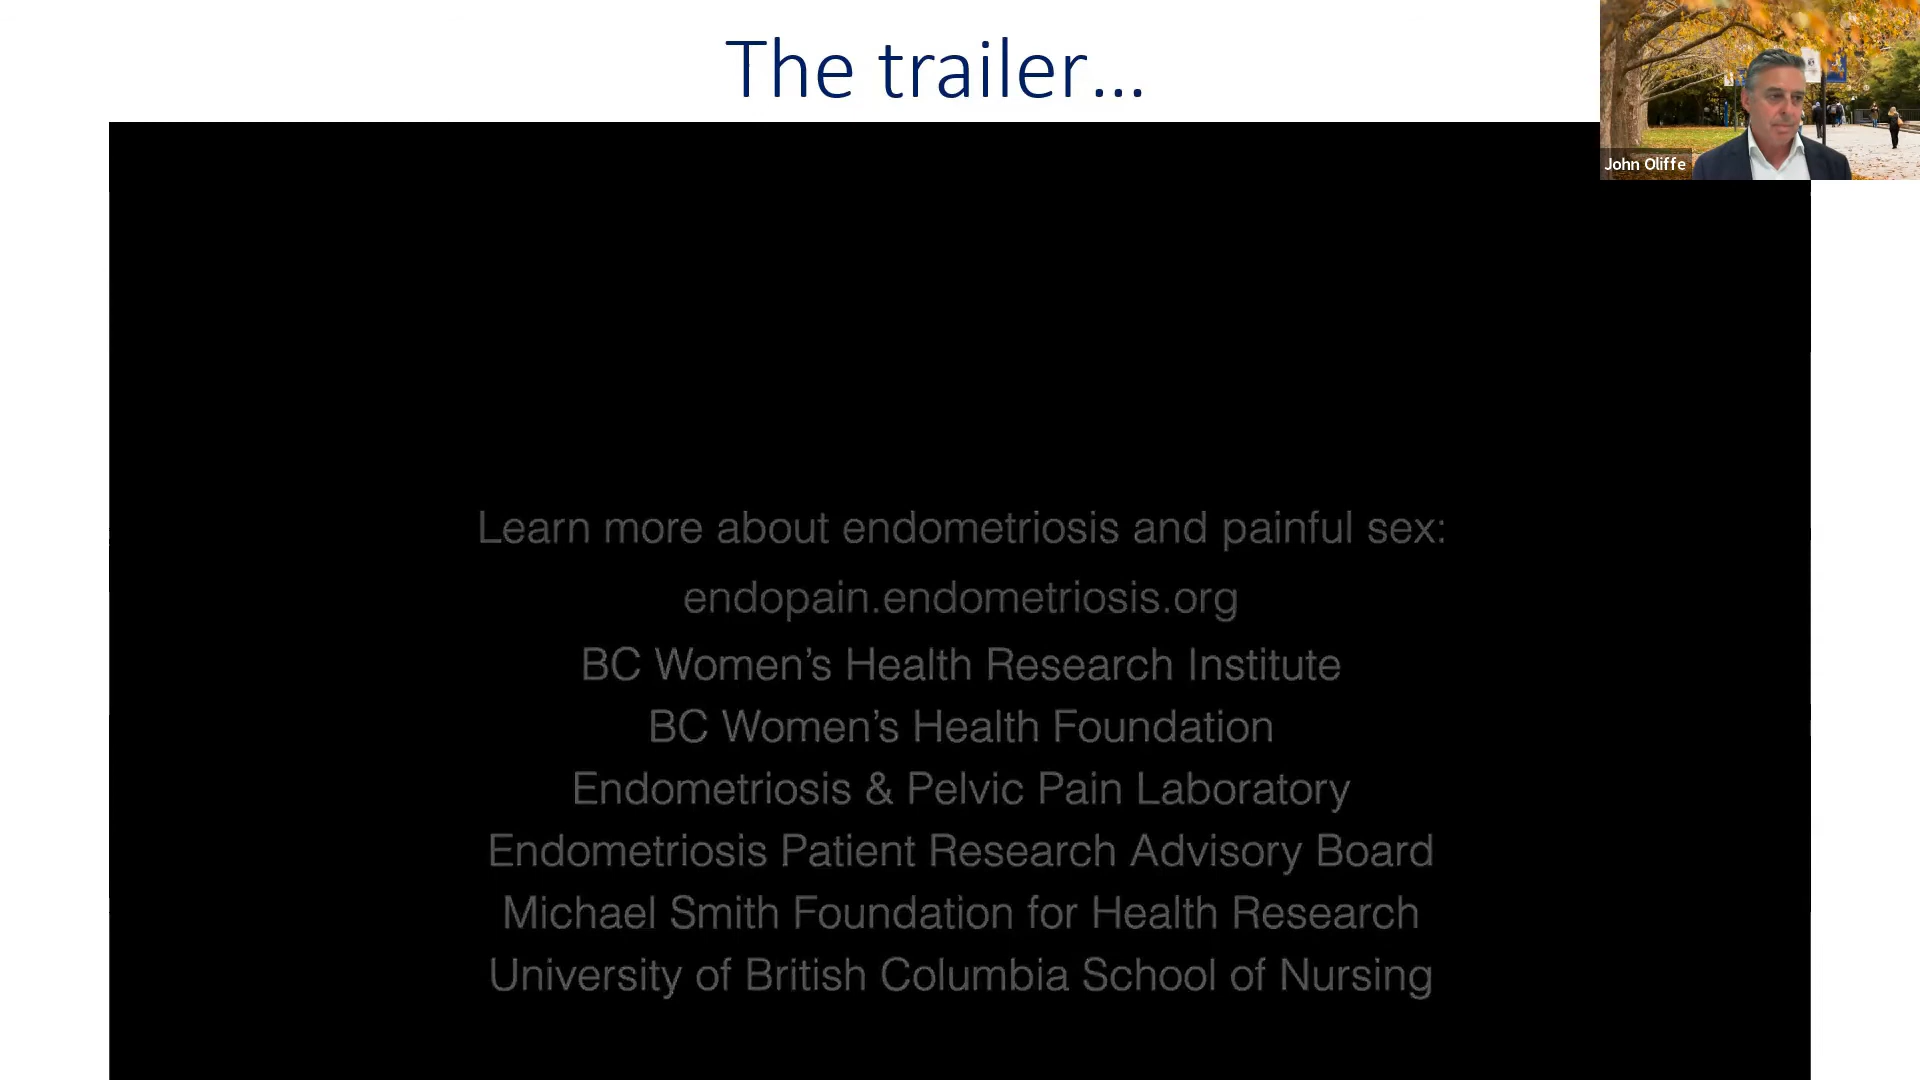 The trailer...
John Oliffe
Learn more about endometriosis and painful sex:
endopain.endometriosis.org
BC Women's Health Research Institute
BC Women's Health Foundation
Endometriosis & Pelvic Pain Laboratory
Endometriosis Patient Research Advisory Board
Michael Smith Foundation for Health Research
University of British Columbia School of Nursing